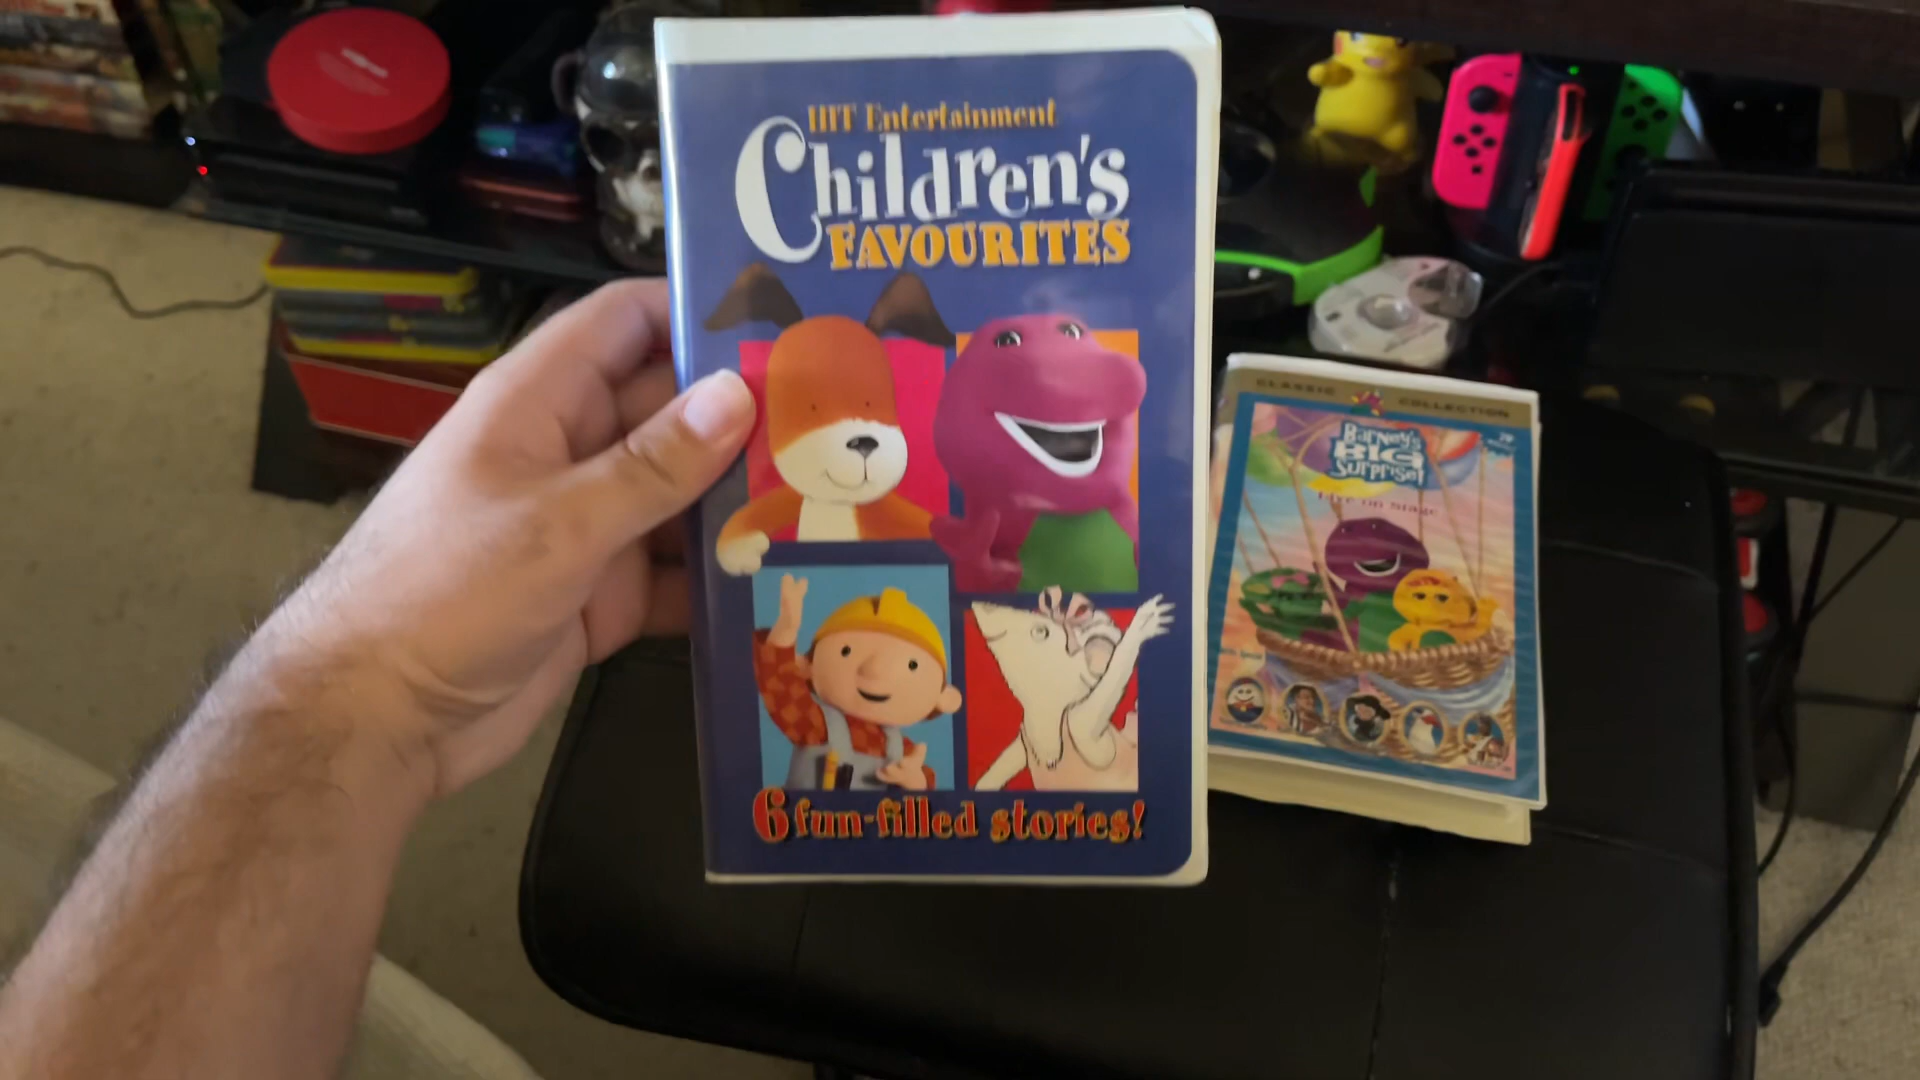 HIT Entertainment
Children's
FAVOURITES
6 fun-filled stories!
CLASSIC COLLECTION
Barney's
BIG
Surprise!
Live on Stage